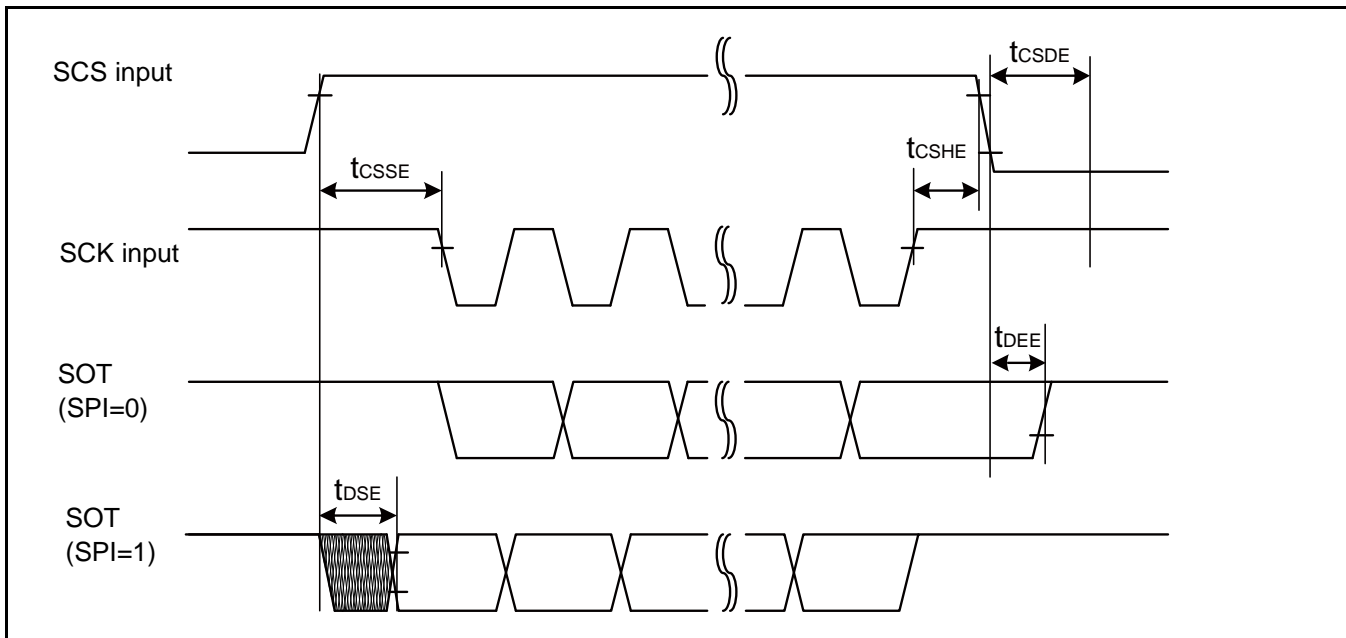 SCS input
tCSDE
tCSHE
tCSSE
SCK input
tDEE
SOT
(SPI=0)
tDSE
SOT
(SPI=1)